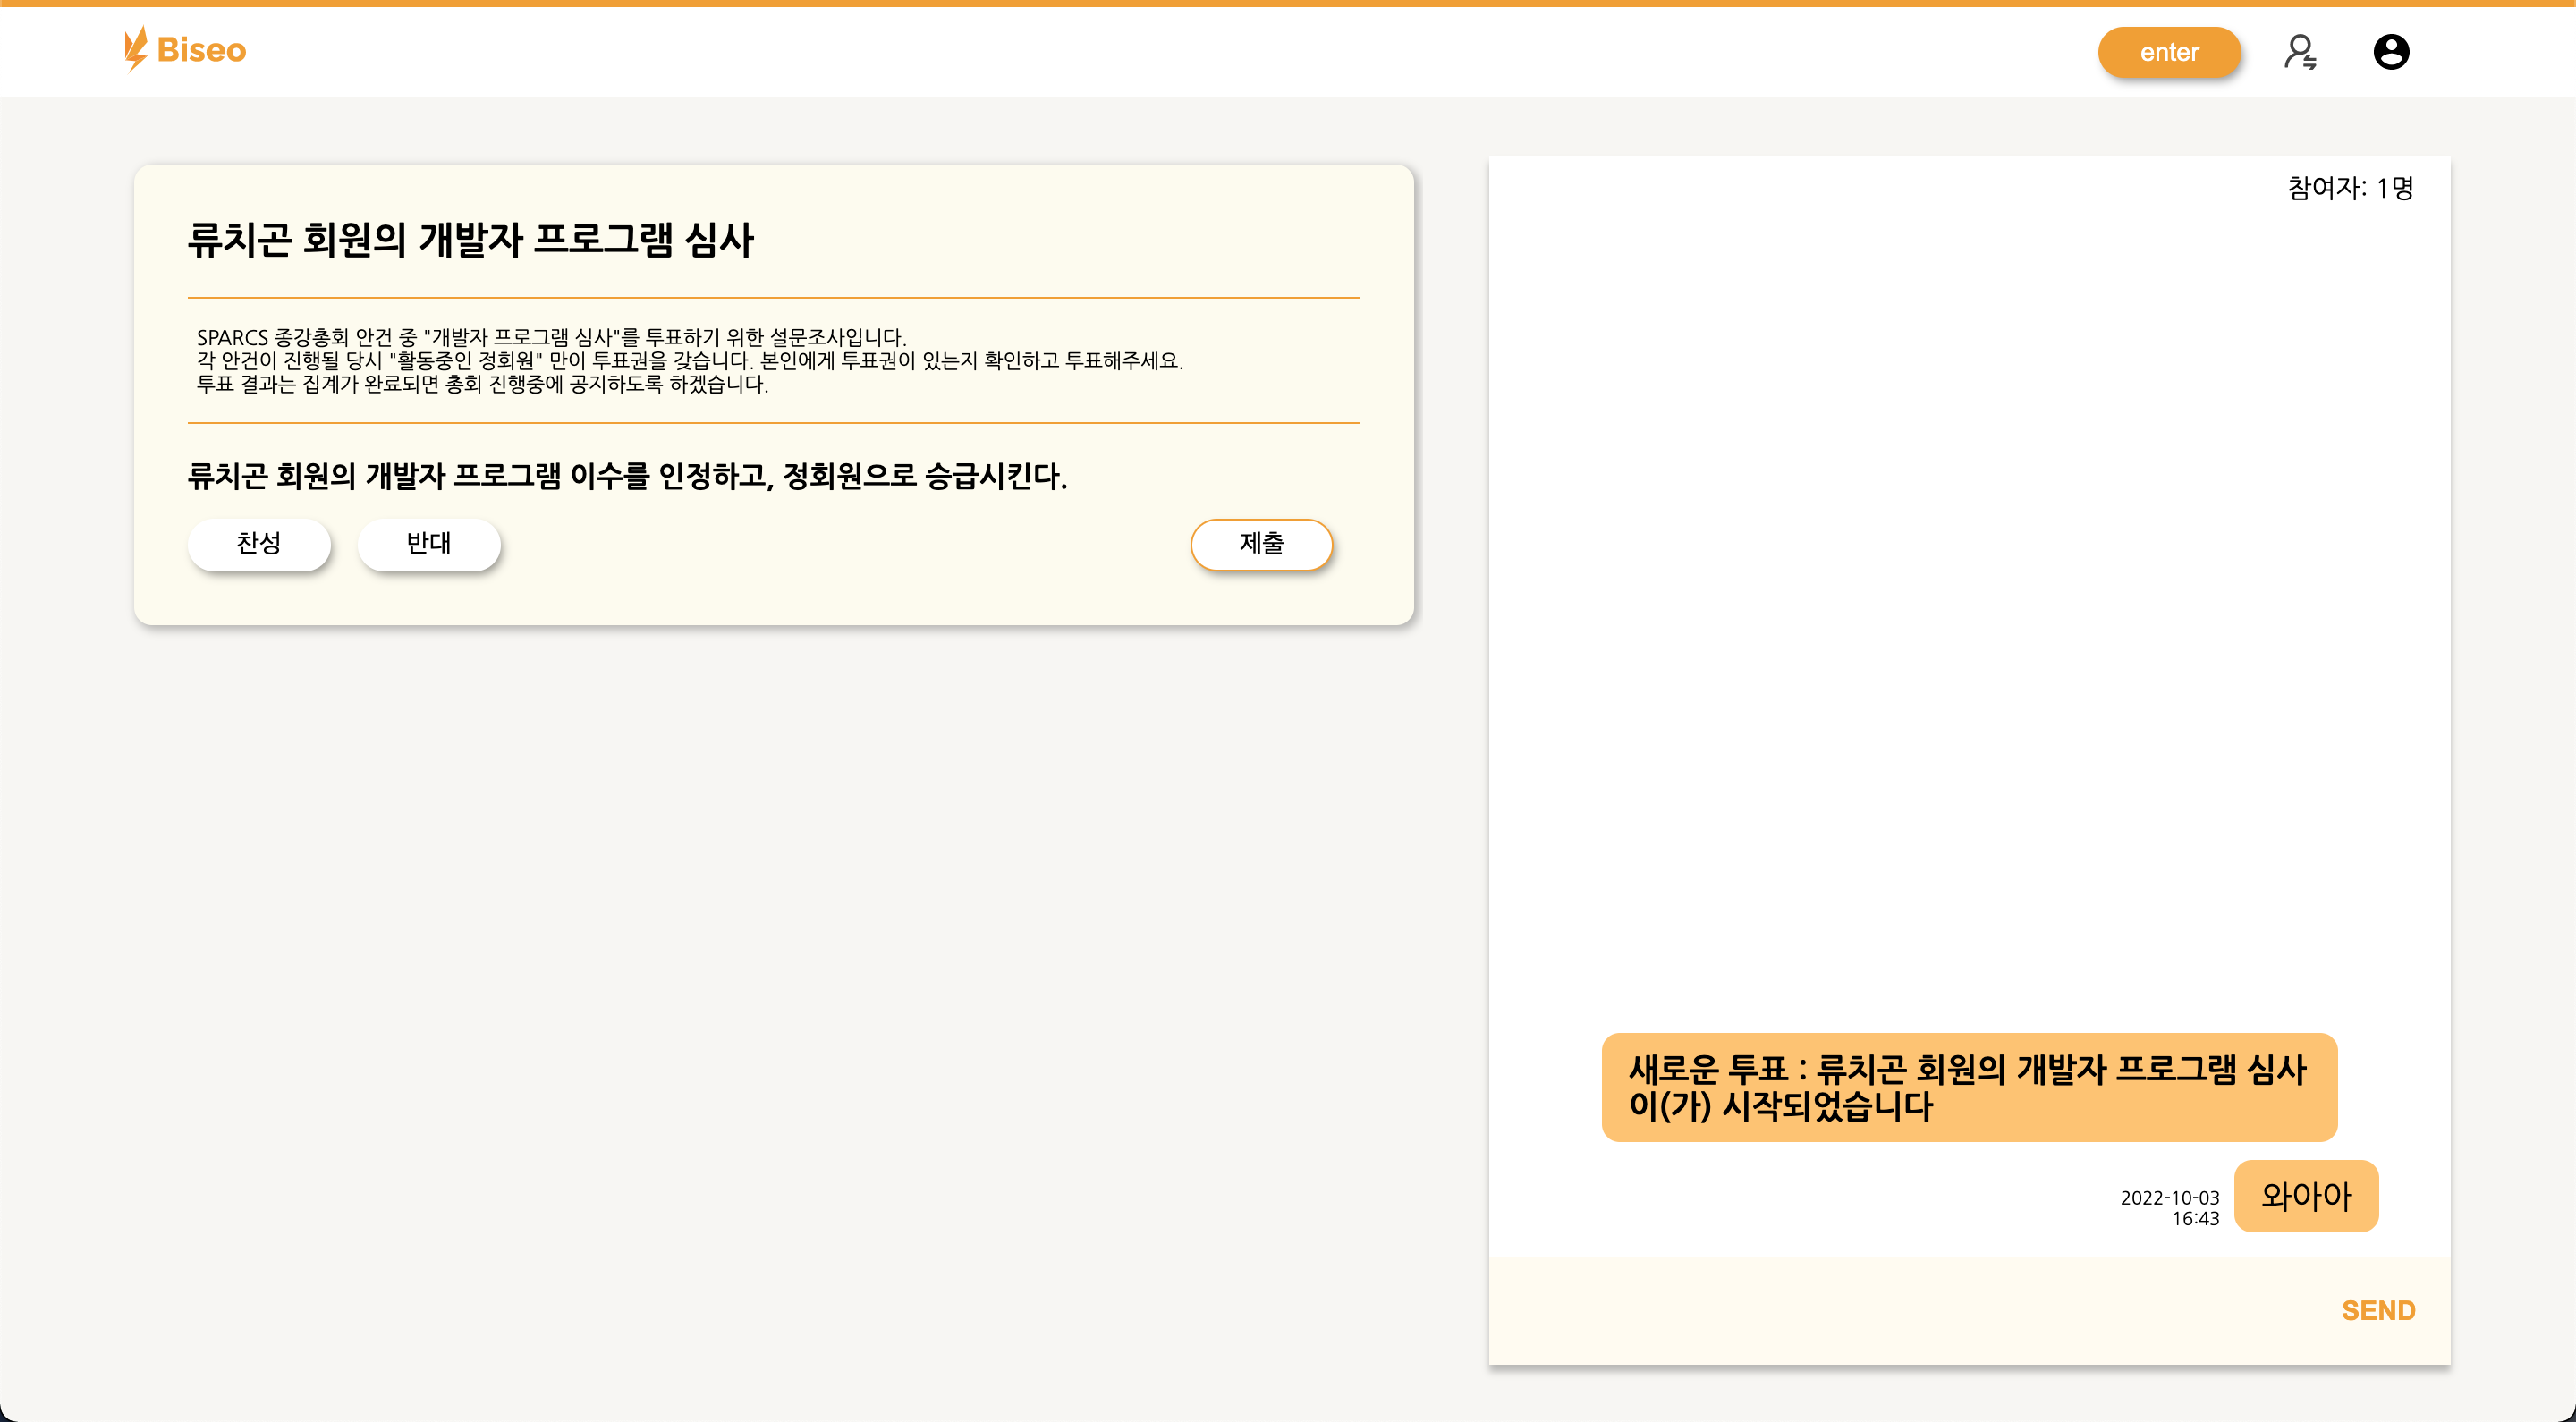 Biseo
enter
류치곤 회원의 개발자 프로그램 심사
SPARCS 종강총회 안건 중 "개발자 프로그램 심사"를 투표하기 위한 설문조사입니다.
각 안건이 진행될 당시 "활동중인 정회원" 만이 투표권을 갖습니다. 본인에게 투표권이 있는지 확인하고 투표해주세요.
투표 결과는 집계가 완료되면 총회 진행중에 공지하도록 하겠습니다.
류치곤 회원의 개발자 프로그램 이수를 인정하고, 정회원으로 승급시킨다.
찬성
반대
제출
참여자: 1명
새로운 투표 : 류치곤 회원의 개발자 프로그램 심사
이(가) 시작되었습니다
와아아
2022-10-03
16:43
SEND